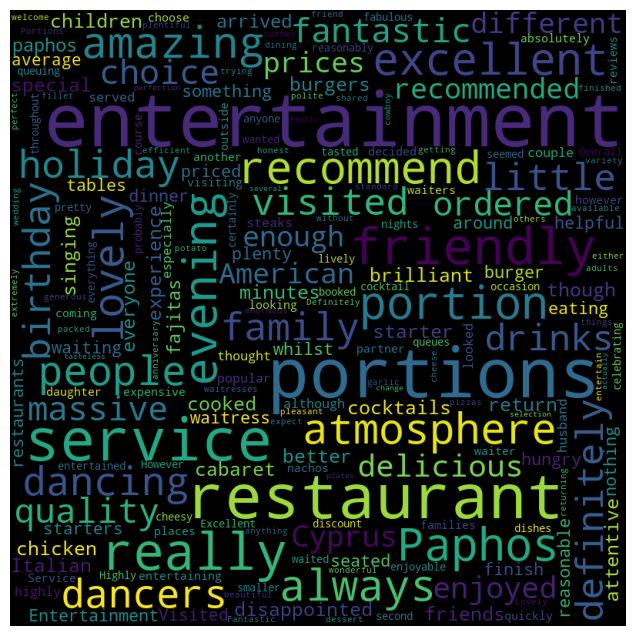 welcome
Portions
plentiful
friend
fabulous
children
choose
arrived
amazing
fantastic
rather
dining
reasonably
different
absolutely
reviews
paphos
average
queuing
choice
prices
trying
excellent
special
something
burgers
perfection
recommended
polite
shared
cowboy
finished
perfect
throughout
served
outside
entertainment
anyone
wanted
course
efficient
holiday
another
priced
visiting
honest
tasted
decided
getting
seemed
couple
Really
Overall
variety
recommend
little
several
standard
waiters
however
available
wedding
tables
dinner
certainly
visited
ordered
around
helpful
without
others
pretty
probably
birthday
lovely
singing
everyone
everything
experience
especially
fajitas
evening
potato
steaks
enough
plenty
nights
lively
friendly
either
adults
American
cocktail
booked
Definitely
occasion
brilliant
burger
though
minutes
looking
eating
extremely
coming
generous
packed
waiting
anniversary
family
portion
drinks
things
starter
celebrating
entertain
actually
tasteless
people
thought
whilst
partner
queues
looked
daughter
expensive
popular
portions
waitresses
cheese
garlic
change
pizzas
selection
restaurants
massive
cooked
waitress
pleasant
although
expect
cocktails
return
husband
nothing
service
atmosphere
definitely
entertained
However
better
waiter
hungry
dancing
cabaret
nachos
delicious
plates
returning
quality
cheesy
restaurant
starters
places
Excellent
anything
discount
families
dishes
reasonable
attentive
chicken
really
Cyprus
Paphos
waited
wonderful
enjoyable
seated
finish
Italian
Service
Highly
entertaining
highly
dancers
smaller
beautiful
always
second
enjoyed
Lovely
Entertainment
Visited
Fantastic
disappointed
dessert
friends
quickly